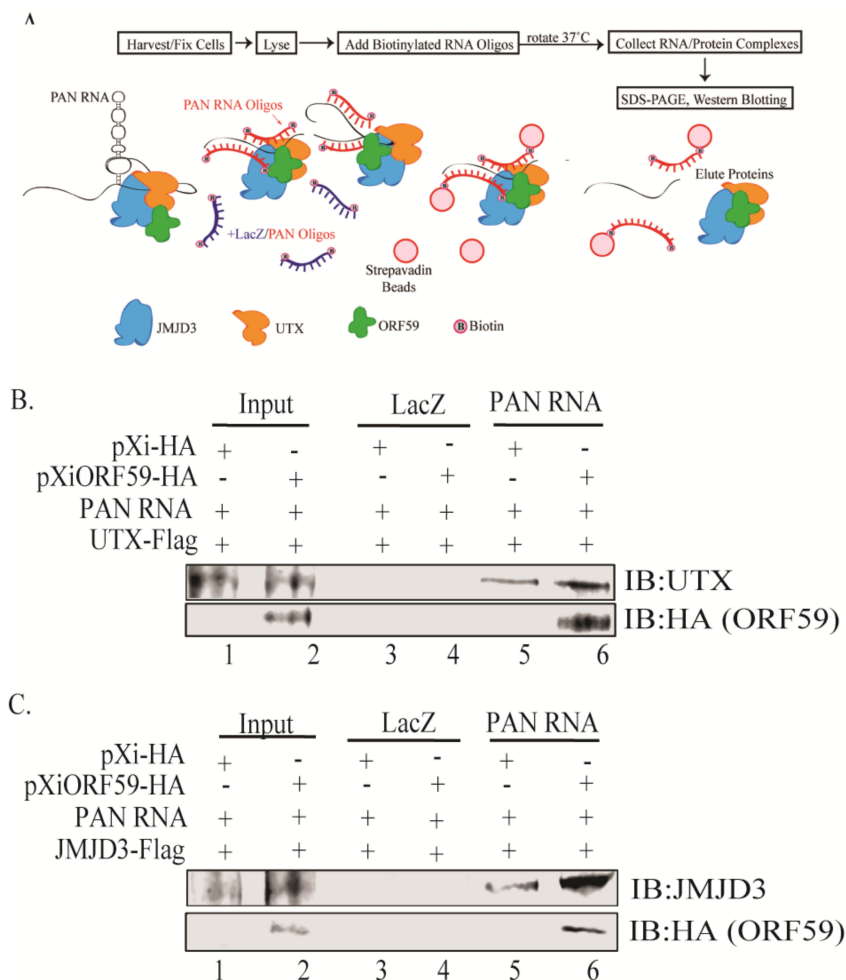 A
Harvest/Fix Cells Lyse Add Biotinylated RNA Oligos rotate 37°C Collect RNA/Protein Complexes
SDS-PAGE, Western Blotting
PAN RNA
PAN RNA Oligos
Elute Proteins
+LacZ/PAN Oligos
Strepavadin
Beads
JMJD3 UTX ORF59 B Biotin
B.
Input LacZ PAN RNA
pXi-HA + - + - + -
pXiORF59-HA - + - + - +
PAN RNA + + + + + +
UTX-Flag + + + + + +
IB:UTX
IB:HA (ORF59)
1 2 3 4 5 6
C.
Input LacZ PAN RNA
pXi-HA + - + - + -
pXiORF59-HA - + - + - +
PAN RNA + + + + + +
JMJD3-Flag + + + + + +
IB:JMJD3
IB:HA (ORF59)
1 2 3 4 5 6